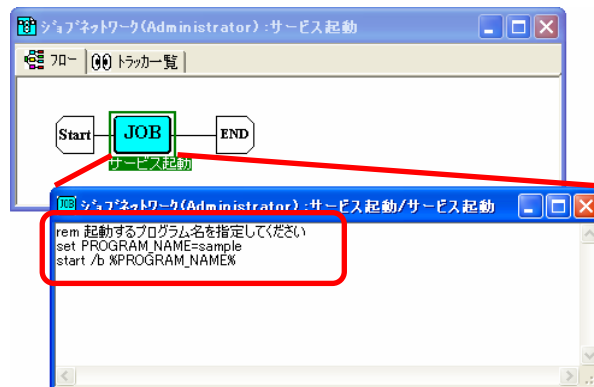 ジョブネットワーク(Administrator):サービス起動
フロー トラッカ一覧
Start JOB END
サービス起動
JOB ジョブネットワーク(Administrator):サービス起動/サービス起動
rem 起動するプログラム名を指定してください
set PROGRAM_NAME=sample
start /b %PROGRAM_NAME%